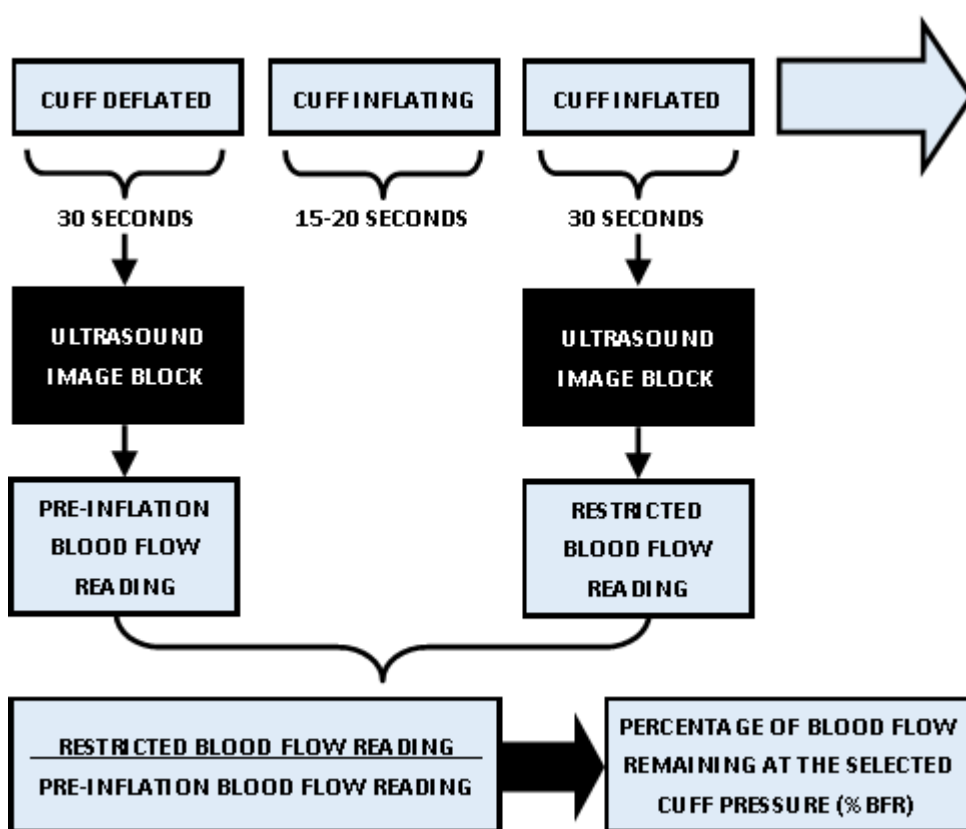 CUFF DEFLATED
CUFF INFLATING
CUFF INFLATED
30 SECONDS
15-20 SECONDS
30 SECONDS
ULTRASOUND
IMAGE BLOCK
ULTRASOUND
IMAGE BLOCK
PRE-INFLATION
BLOOD FLOW
READING
RESTRICTED
BLOOD FLOW
READING
RESTRICTED BLOOD FLOW READING
PRE-INFLATION BLOOD FLOW READING
PERCENTAGE OF BLOOD FLOW
REMAINING AT THE SELECTED
CUFF PRESSURE (%BFR)